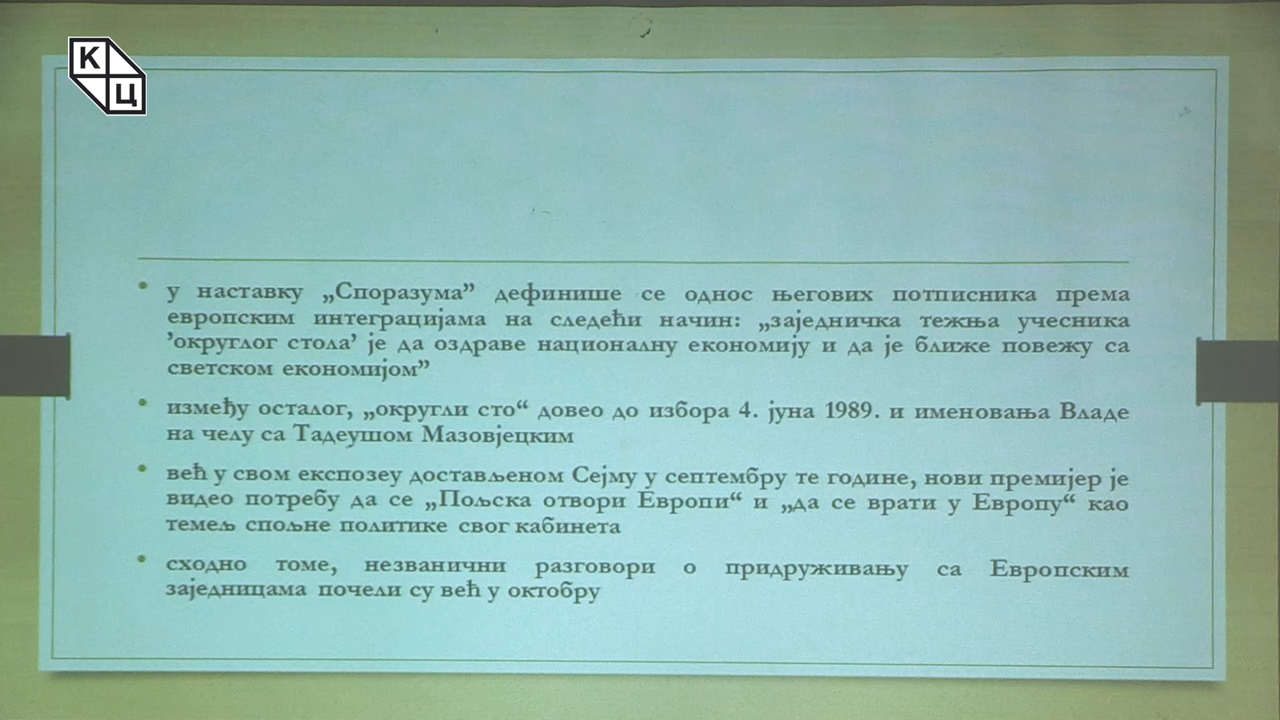 К
Ц
• у наставку „Споразума” дефинише се однос његових потписника према
европским интеграцијама на следећи начин: „заједничка тежња учесника
’округлог стола’ је да оздраве националну економију и да је ближе повежу са
светском економијом”
• између осталог, „округли сто“ довео до избора 4. јуна 1989. и именовања Владе
на челу са Тадеушом Мазовјецким
• већ у свом експозеу достављеном Сејму у септембру те године, нови премијер је
видео потребу да се „Пољска отвори Европи“ и „да се врати у Европу“ као
темељ спољне политике свог кабинета
• сходно томе, незванични разговори о придруживању са Европским
заједницама почели су већ у октобру